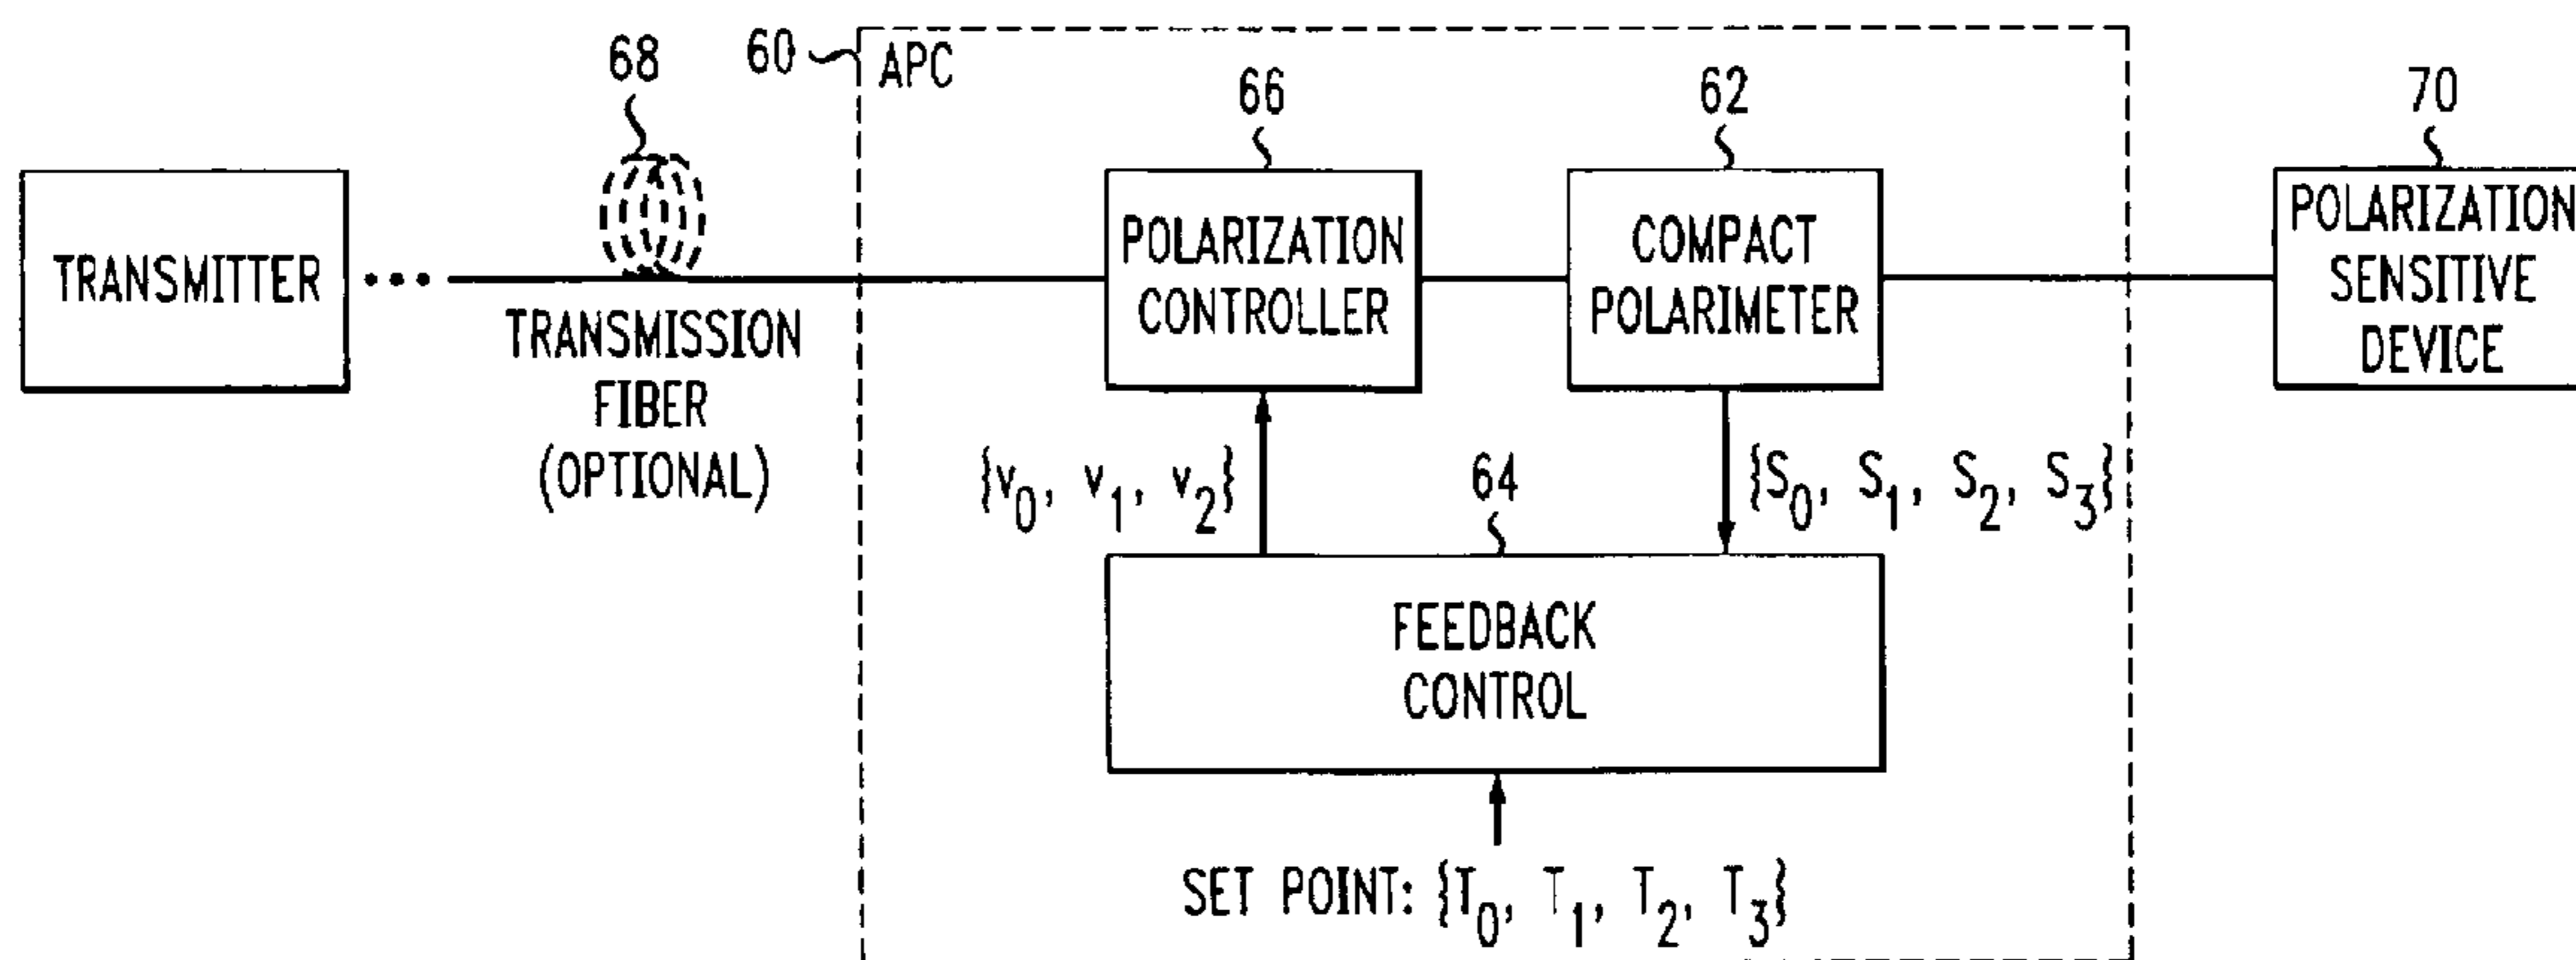 68
60
APC
66
62
70
TRANSMITTER
TRANSMISSION
FIBER
(OPTIONAL)
POLARIZATION
CONTROLLER
COMPACT
POLARIMETER
POLARIZATION
SENSITIVE
DEVICE
{v0, v1, v2}
64
{S0, S1, S2, S3}
FEEDBACK
CONTROL
SET POINT: {T0, T1, T2, T3}